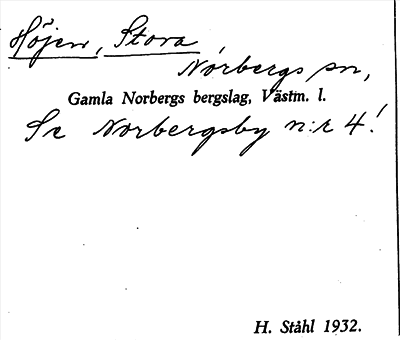 Höjen, Stora
Norbergs sn,
Gamla Norbergs bergslag, Västm. l.
Se Norbergsby n:r 4!
H. Ståhl 1932.